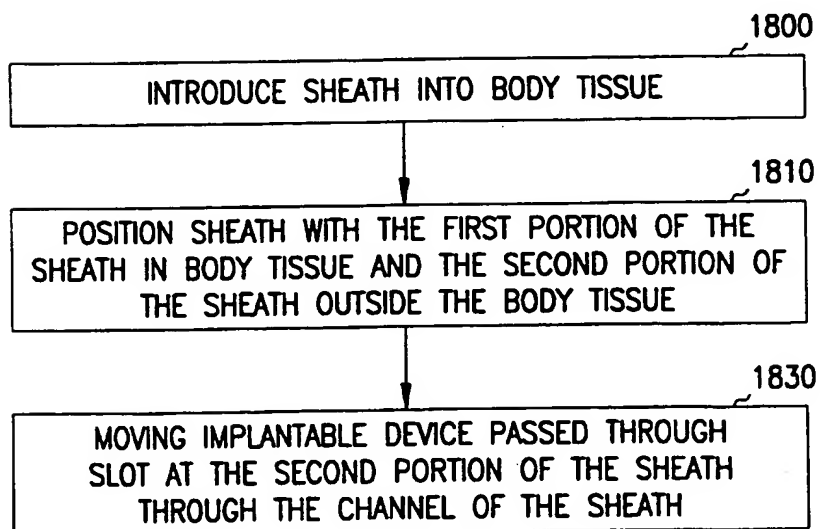 1800
INTRODUCE SHEATH INTO BODY TISSUE
1810
POSITION SHEATH WITH THE FIRST PORTION OF THE
SHEATH IN BODY TISSUE AND THE SECOND PORTION OF
THE SHEATH OUTSIDE THE BODY TISSUE
1830
MOVING IMPLANTABLE DEVICE PASSED THROUGH
SLOT AT THE SECOND PORTION OF THE SHEATH
THROUGH THE CHANNEL OF THE SHEATH